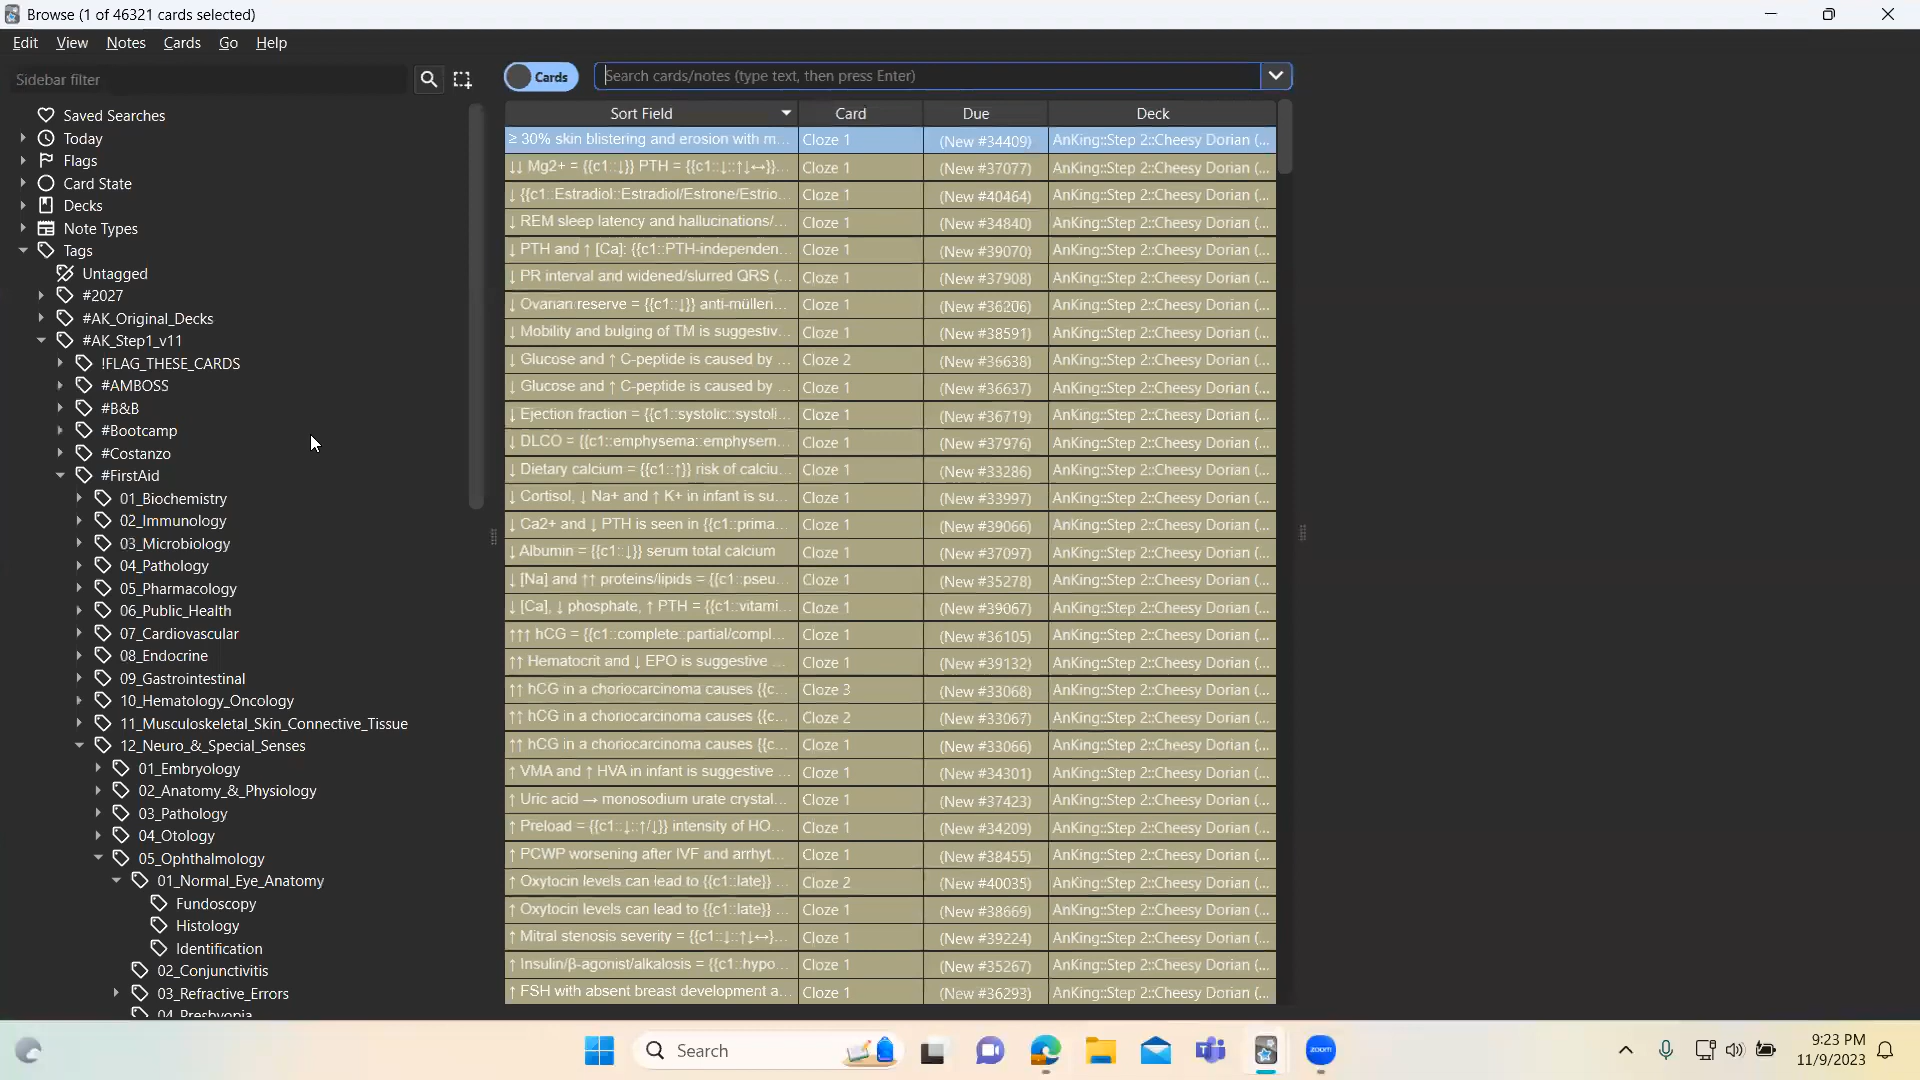 Browse (1 of 46321 cards selected)
Edit View Notes Cards Go Help
Sidebar filter
Cards
Search cards/notes (type text, then press Enter)
Saved Searches
Today
Flags
Card State
Decks
Note Types
Tags
Untagged
#2027
#AK_Original_Decks
#AK_Step1_v11
!FLAG_THESE_CARDS
#AMBOSS
#B&B
#Bootcamp
#Costanzo
#FirstAid
01_Biochemistry
02_Immunology
03_Microbiology
04_Pathology
05_Pharmacology
06_Public_Health
07_Cardiovascular
08_Endocrine
09_Gastrointestinal
10_Hematology_Oncology
11_Musculoskeletal_Skin_Connective_Tissue
12_Neuro_&_Special_Senses
01_Embryology
02_Anatomy_&_Physiology
03_Pathology
04_Otology
05_Ophthalmology
01_Normal_Eye_Anatomy
Fundoscopy
Histology
Identification
02_Conjunctivitis
03_Refractive_Errors
04_Presbyopia
Sort Field Card Due Deck
≥ 30% skin blistering and erosion with m... Cloze 1 (New #34409) AnKing::Step 2::Cheesy Dorian (...
↓↓ Mg2+ = {{c1::↓}} PTH = {{c1::↓::↑↓↔}}... Cloze 1 (New #37077) AnKing::Step 2::Cheesy Dorian (...
↓ {{c1::Estradiol::Estradiol/Estrone/Estrio... Cloze 1 (New #40464) AnKing::Step 2::Cheesy Dorian (...
↓ REM sleep latency and hallucinations/... Cloze 1 (New #34840) AnKing::Step 2::Cheesy Dorian (...
↓ PTH and ↑ [Ca]: {{c1::PTH-independen... Cloze 1 (New #39070) AnKing::Step 2::Cheesy Dorian (...
↓ PR interval and widened/slurred QRS (... Cloze 1 (New #37908) AnKing::Step 2::Cheesy Dorian (...
↓ Ovarian reserve = {{c1::↓}} anti-mülleri... Cloze 1 (New #36206) AnKing::Step 2::Cheesy Dorian (...
↓ Mobility and bulging of TM is suggestiv... Cloze 1 (New #38591) AnKing::Step 2::Cheesy Dorian (...
↓ Glucose and ↑ C-peptide is caused by ... Cloze 2 (New #36638) AnKing::Step 2::Cheesy Dorian (...
↓ Glucose and ↑ C-peptide is caused by ... Cloze 1 (New #36637) AnKing::Step 2::Cheesy Dorian (...
↓ Ejection fraction = {{c1::systolic::systoli... Cloze 1 (New #36719) AnKing::Step 2::Cheesy Dorian (...
↓ DLCO = {{c1::emphysema::emphysem... Cloze 1 (New #37976) AnKing::Step 2::Cheesy Dorian (...
↓ Dietary calcium = {{c1::↑}} risk of calciu... Cloze 1 (New #33286) AnKing::Step 2::Cheesy Dorian (...
↓ Cortisol, ↓ Na+ and ↑ K+ in infant is su... Cloze 1 (New #33997) AnKing::Step 2::Cheesy Dorian (...
↓ Ca2+ and ↓ PTH is seen in {{c1::prima... Cloze 1 (New #39066) AnKing::Step 2::Cheesy Dorian (...
↓ Albumin = {{c1::↓}} serum total calcium Cloze 1 (New #37097) AnKing::Step 2::Cheesy Dorian (...
↓ [Na] and ↑↑ proteins/lipids = {{c1::pseu... Cloze 1 (New #35278) AnKing::Step 2::Cheesy Dorian (...
↓ [Ca], ↓ phosphate, ↑ PTH = {{c1::vitami... Cloze 1 (New #39067) AnKing::Step 2::Cheesy Dorian (...
↑↑↑ hCG = {{c1::complete::partial/compl... Cloze 1 (New #36105) AnKing::Step 2::Cheesy Dorian (...
↑↑ Hematocrit and ↓ EPO is suggestive ... Cloze 1 (New #39132) AnKing::Step 2::Cheesy Dorian (...
↑↑ hCG in a choriocarcinoma causes {{c... Cloze 3 (New #33068) AnKing::Step 2::Cheesy Dorian (...
↑↑ hCG in a choriocarcinoma causes {{c... Cloze 2 (New #33067) AnKing::Step 2::Cheesy Dorian (...
↑↑ hCG in a choriocarcinoma causes {{c... Cloze 1 (New #33066) AnKing::Step 2::Cheesy Dorian (...
↑ VMA and ↑ HVA in infant is suggestive ... Cloze 1 (New #34301) AnKing::Step 2::Cheesy Dorian (...
↑ Uric acid → monosodium urate crystal... Cloze 1 (New #37423) AnKing::Step 2::Cheesy Dorian (...
↑ Preload = {{c1::↓::↑/↓}} intensity of HO... Cloze 1 (New #34209) AnKing::Step 2::Cheesy Dorian (...
↑ PCWP worsening after IVF and arrhyt... Cloze 1 (New #38455) AnKing::Step 2::Cheesy Dorian (...
↑ Oxytocin levels can lead to {{c1::late}} ... Cloze 2 (New #40035) AnKing::Step 2::Cheesy Dorian (...
↑ Oxytocin levels can lead to {{c1::late}} ... Cloze 1 (New #38669) AnKing::Step 2::Cheesy Dorian (...
↑ Mitral stenosis severity = {{c1::↓::↑↓↔}... Cloze 1 (New #39224) AnKing::Step 2::Cheesy Dorian (...
↑ Insulin/β-agonist/alkalosis = {{c1::hypo... Cloze 1 (New #35267) AnKing::Step 2::Cheesy Dorian (...
↑ FSH with absent breast development a... Cloze 1 (New #36293) AnKing::Step 2::Cheesy Dorian (...
Search
zoom
9:23 PM
11/9/2023